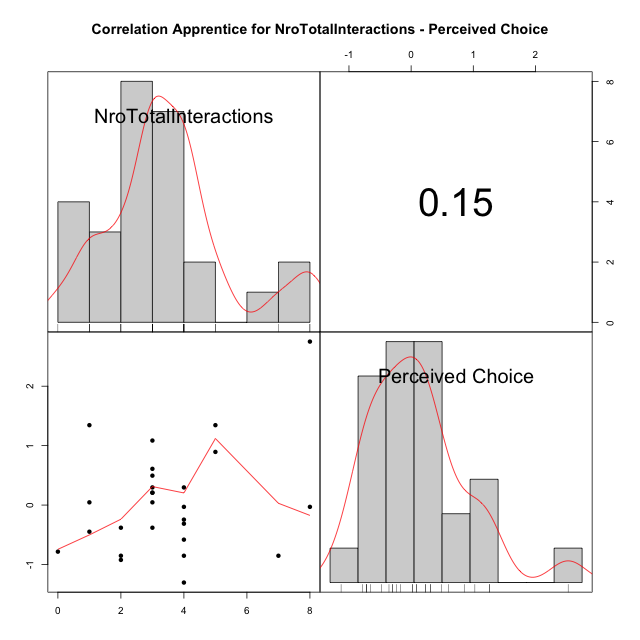 Correlation Apprentice for NroTotalInteractions - Perceived Choice
-1 0 1 2
NroTotalInteractions
0.15
8
6
4
2
0
Perceived Choice
2
1
0
-1
0 2 4 6 8